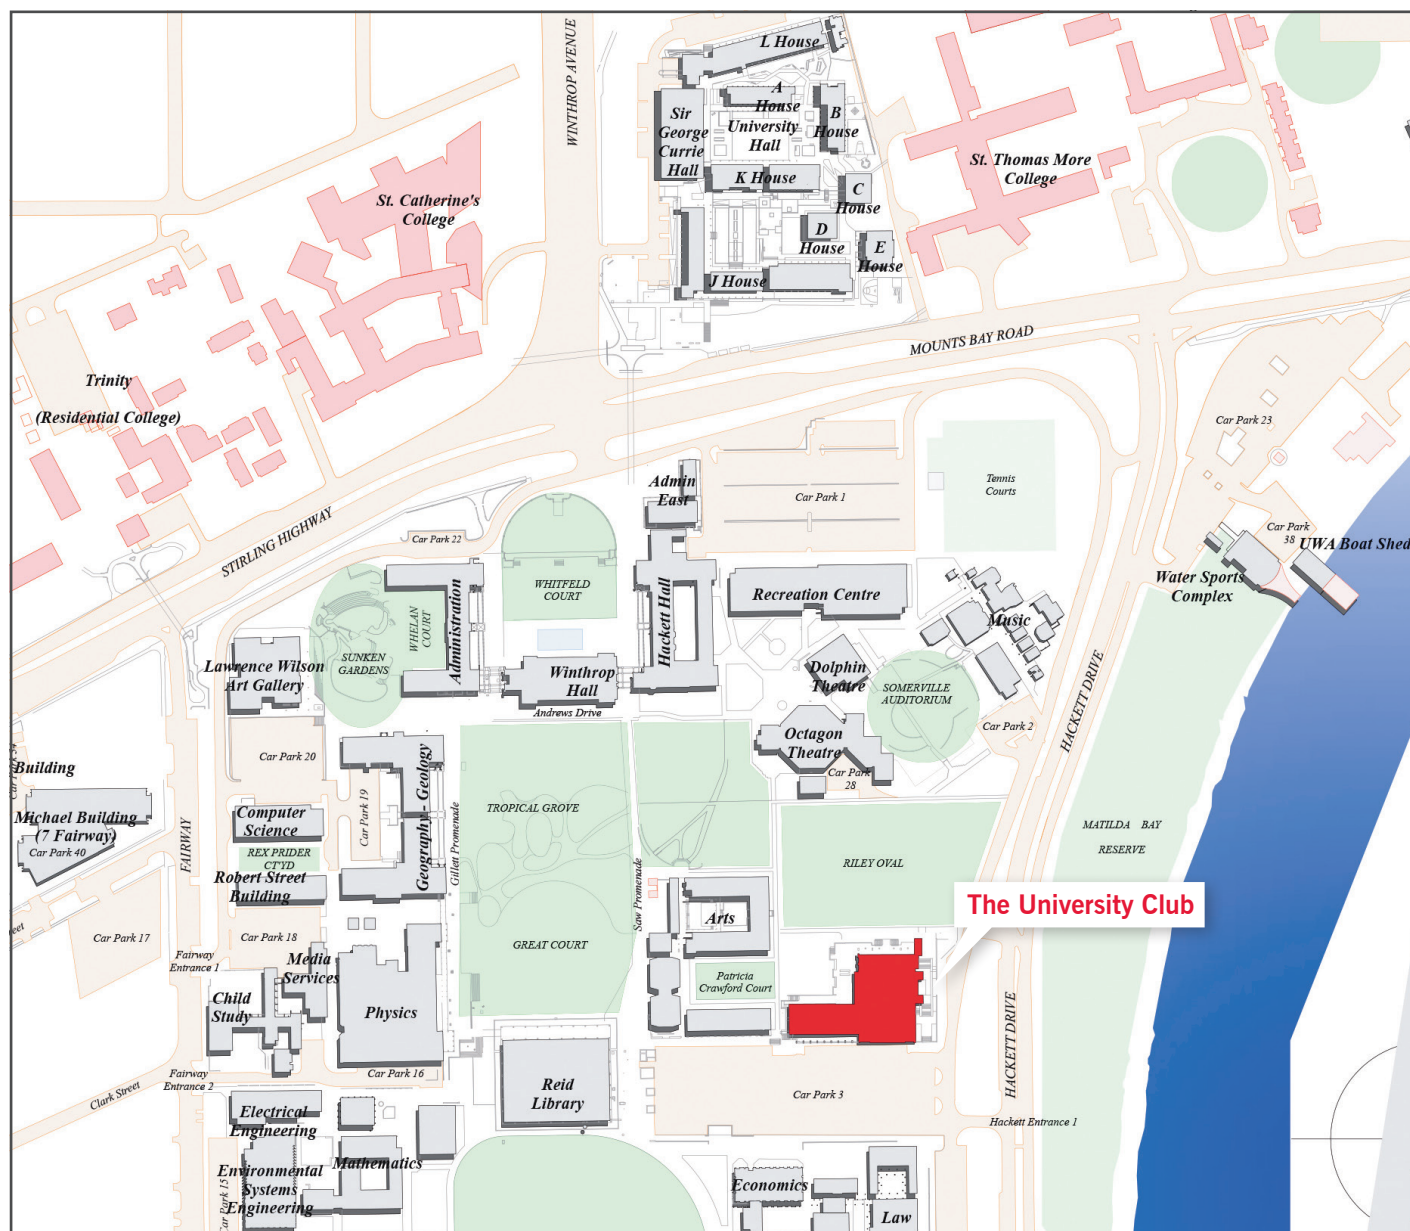 WINTHROP AVENUE
L House
A
House
University
Hall
B
House
Sir
George
Currie
Hall
K House
C
House
D
House
E
House
J House
St. Thomas More
College
St. Catherine's
College
Trinity
(Residential College)
MOUNTS BAY ROAD
STIRLING HIGHWAY
Car Park 23
Car Park
38
UWA Boat Shed
Water Sports
Complex
Admin
East
Car Park 1
Tennis
Courts
Car Park 22
WHITFELD
COURT
WHELAN
COURT
Administration
SUNKEN
GARDENS
Hackett Hall
Recreation Centre
Music
Lawrence Wilson
Art Gallery
Winthrop
Hall
Andrews Drive
Dolphin
Theatre
SOMERVILLE
AUDITORIUM
Octagon
Theatre
Car Park
28
Car Park 2
HACKETT DRIVE
Building
Michael Building
(7 Fairway)
Car Park 40
FAIRWAY
Car Park 20
Computer
Science
REX PRIDER
CTYD
Robert Street
Building
Car Park 19
Geography - Geology
Gillett Promenade
TROPICAL GROVE
GREAT COURT
Saw Promenade
RILEY OVAL
MATILDA BAY
RESERVE
The University Club
Arts
Patricia
Crawford Court
Car Park 17
Car Park 18
Fairway
Entrance 1
Media
Services
Child
Study
Physics
Fairway
Entrance 2
Clark Street
Car Park 16
Reid
Library
Car Park 3
HACKETT DRIVE
Hackett Entrance 1
Electrical
Engineering
Mathematics
Environmental
Systems
Engineering
Car Park 15
Economics
Law